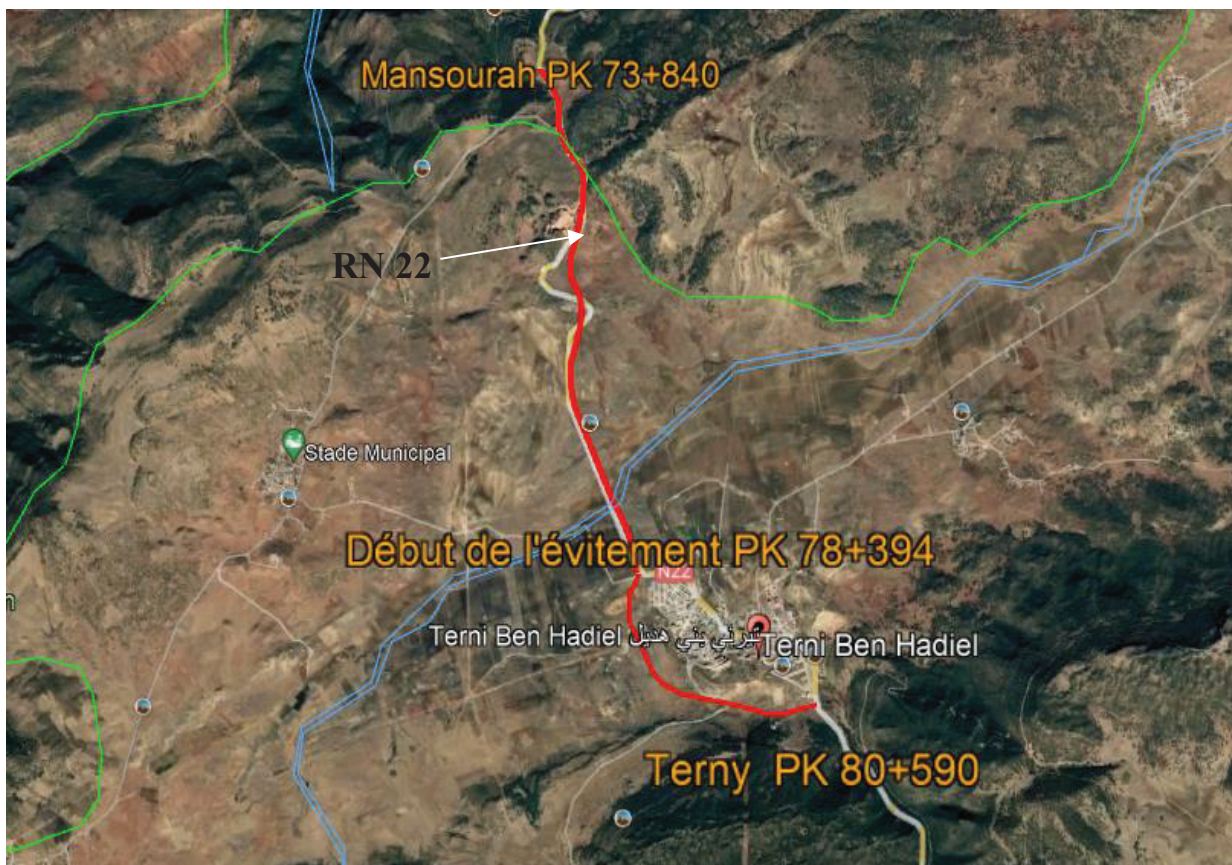 Mansourah PK 73+840
RN 22
Stade Municipal
Début de l'évitement PK 78+394
N22
Terni Ben Hadiel تيرني بني هديل
Terni Ben Hadiel
n
Terny PK 80+590